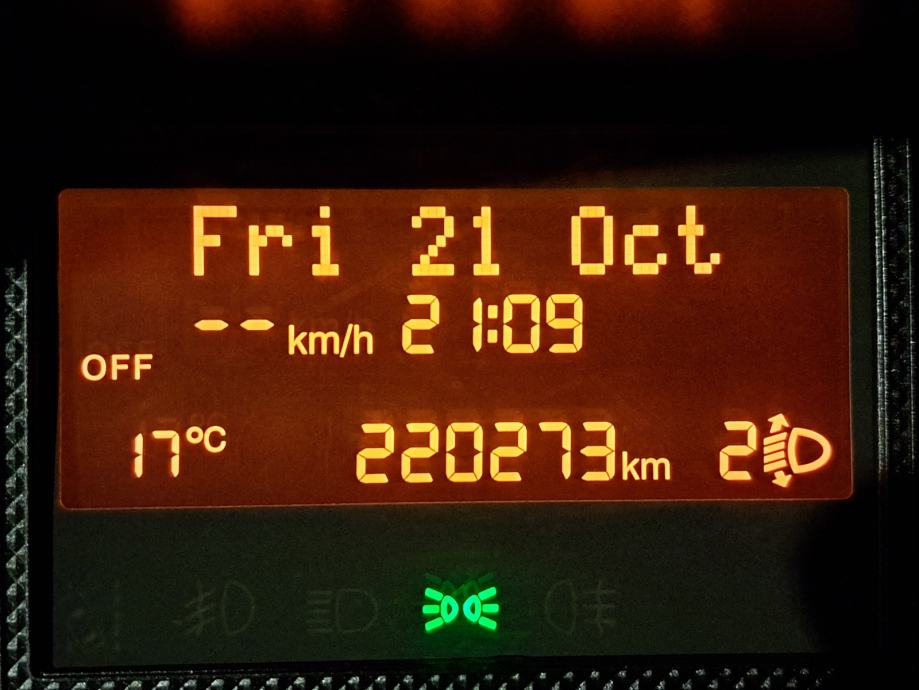 Fri 21 Oct
-- km/h 21:09
OFF
17°C 220273km 2